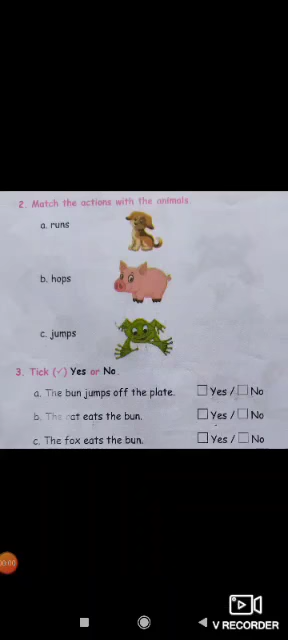 2. Match the actions with the animals.
a. runs
b. hops
c. jumps
3. Tick (✓) Yes or No.
a. The bun jumps off the plate. Yes / No
b. The cat eats the bun. Yes / No
c. The fox eats the bun. Yes / No
00:00
V RECORDER